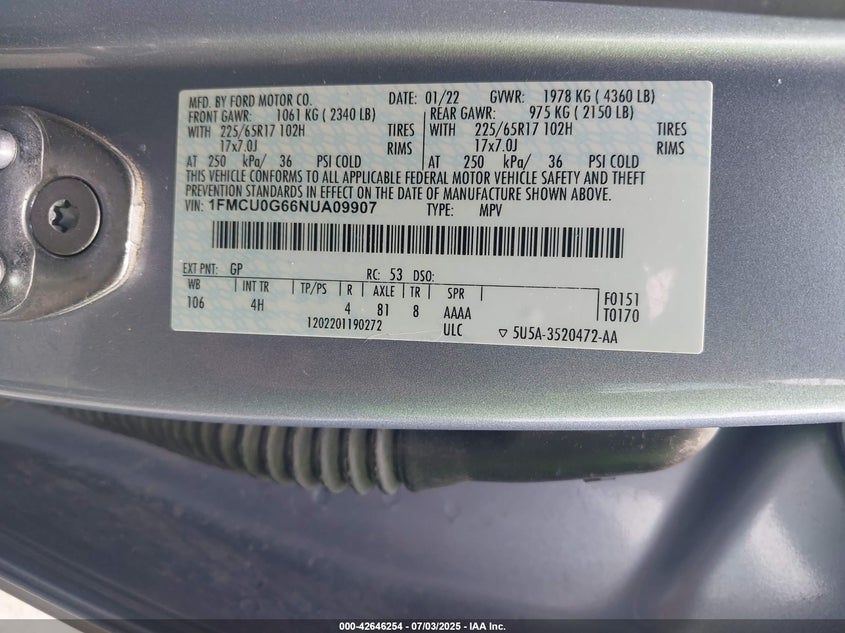 MFD. BY FORD MOTOR CO. DATE: 01/22 GVWR: 1978 KG ( 4360 LB)
FRONT GAWR: 1061 KG ( 2340 LB) REAR GAWR: 975 KG ( 2150 LB)
WITH 225/65R17 102H TIRES WITH 225/65R17 102H TIRES
17x7.0J RIMS 17x7.0J RIMS
AT 250 kPa/ 36 PSI COLD AT 250 kPa/ 36 PSI COLD
THIS VEHICLE CONFORMS TO ALL APPLICABLE FEDERAL MOTOR VEHICLE SAFETY AND THEFT
PREVENTION STANDARDS IN EFFECT ON THE DATE OF MANUFACTURE SHOWN ABOVE.
VIN: 1FMCU0G66NUA09907 TYPE: MPV
EXT PNT: GP RC: 53 DSO:
WB INT TR TP/PS R AXLE TR SPR F0151
106 4H 4 81 8 AAAA T0170
1202201190272 ULC ▽ 5U5A-3520472-AA
000-42646254 | 07/03/2025 | IAA Inc.